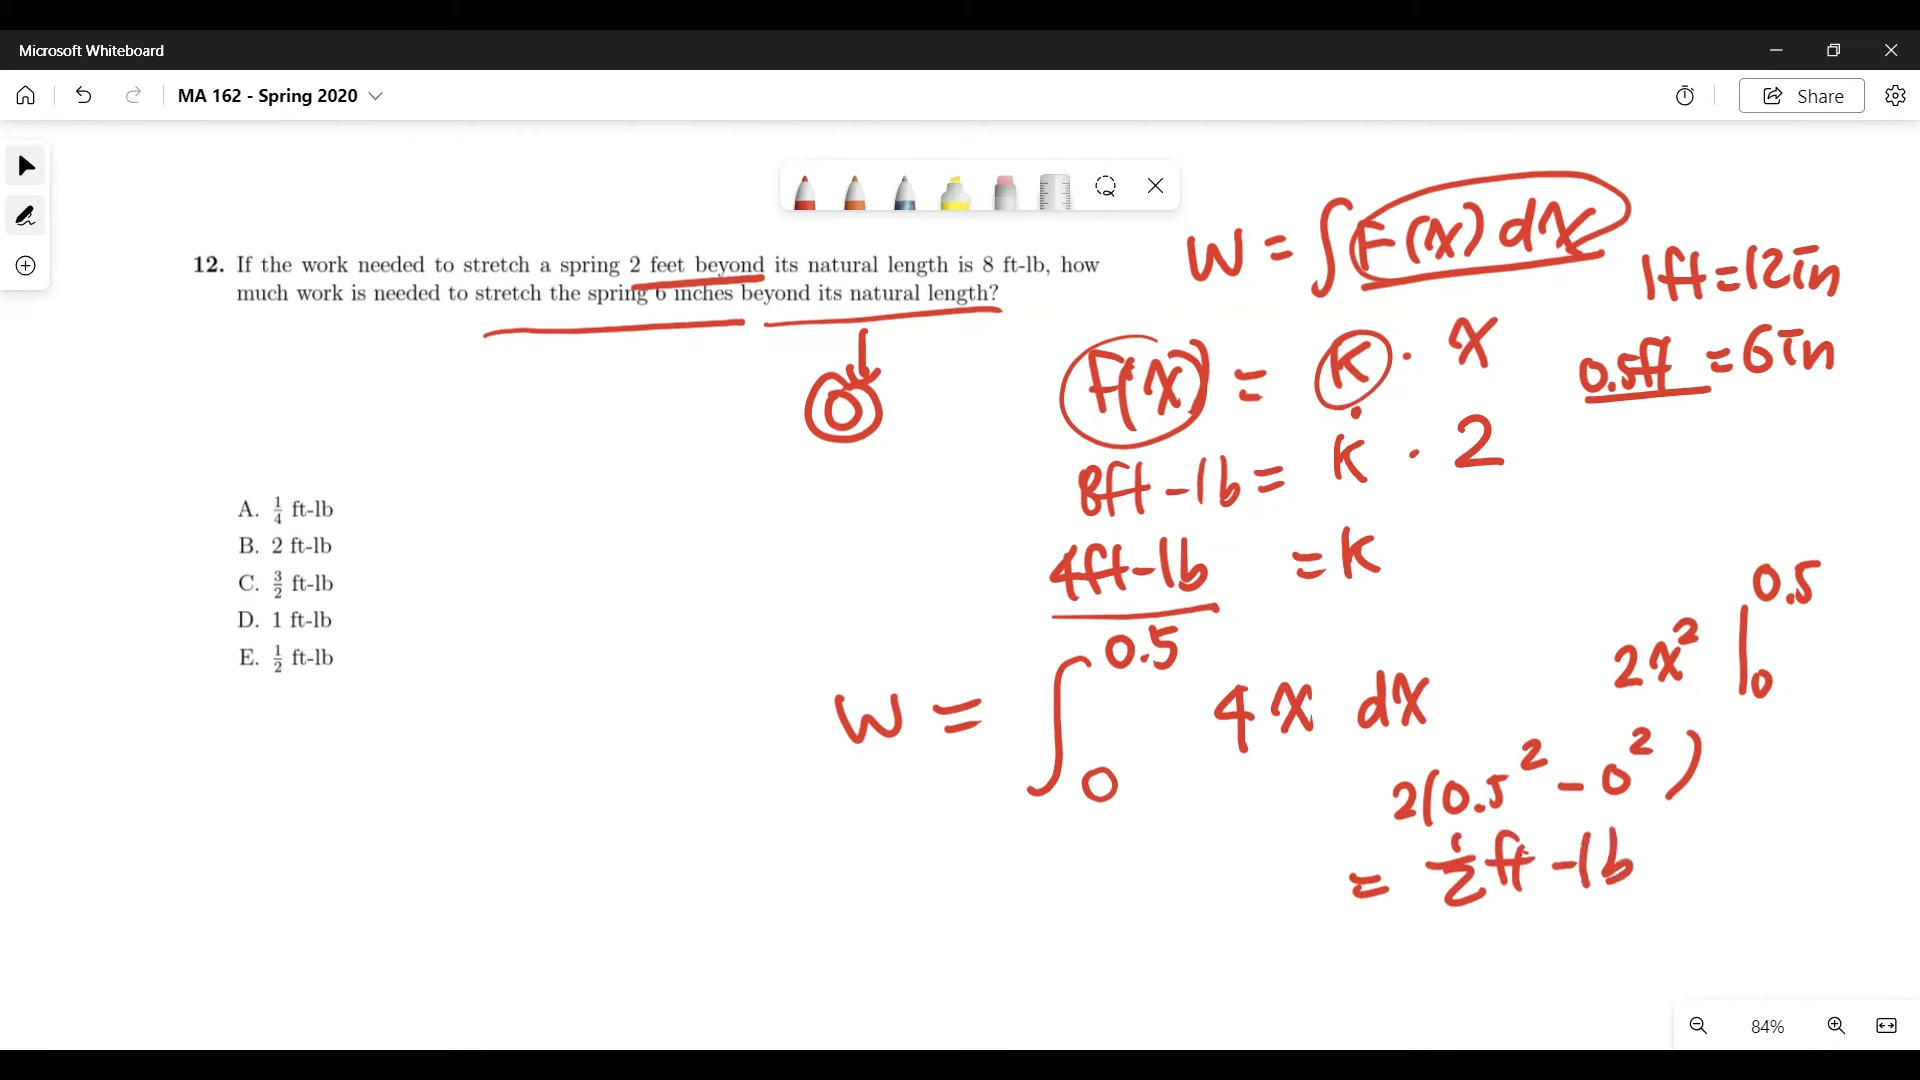 Microsoft Whiteboard
MA 162 - Spring 2020
Share
12. If the work needed to stretch a spring 2 feet beyond its natural length is 8 ft-lb, how
much work is needed to stretch the spring 6 inches beyond its natural length?
A. 1/4 ft-lb
B. 2 ft-lb
C. 3/2 ft-lb
D. 1 ft-lb
E. 1/2 ft-lb
0
W = ∫ F(x) dx
1ft = 12in
0.5ft = 6in
F(x) = k · x
8ft-lb = k · 2
4ft-lb = k
W = ∫₀^0.5 4x dx
2x² |₀^0.5
2(0.5² - 0²)
= 1/2 ft-lb
84%